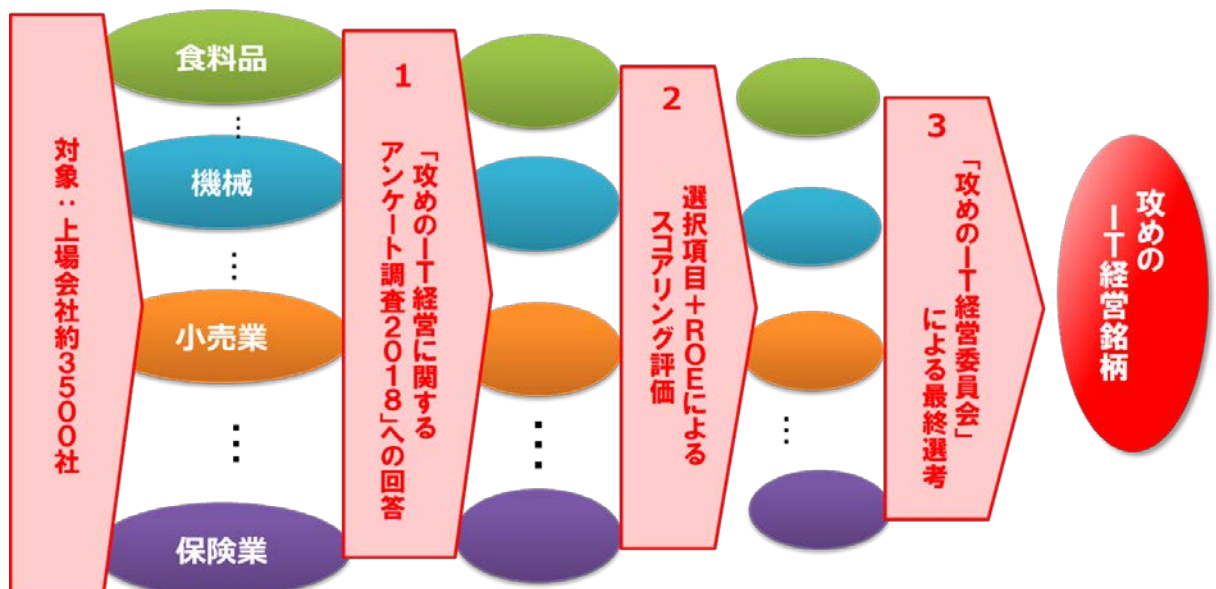 対象：上場会社約３５００社
食料品
…
機械
…
小売業
…
保険業
1
「攻めのＩＴ経営に関する
アンケート調査２０１８」への回答
…
2
選択項目＋ＲＯＥによる
スコアリング評価
…
3
「攻めのＩＴ経営委員会」
による最終選考
攻めの
ＩＴ経営銘柄